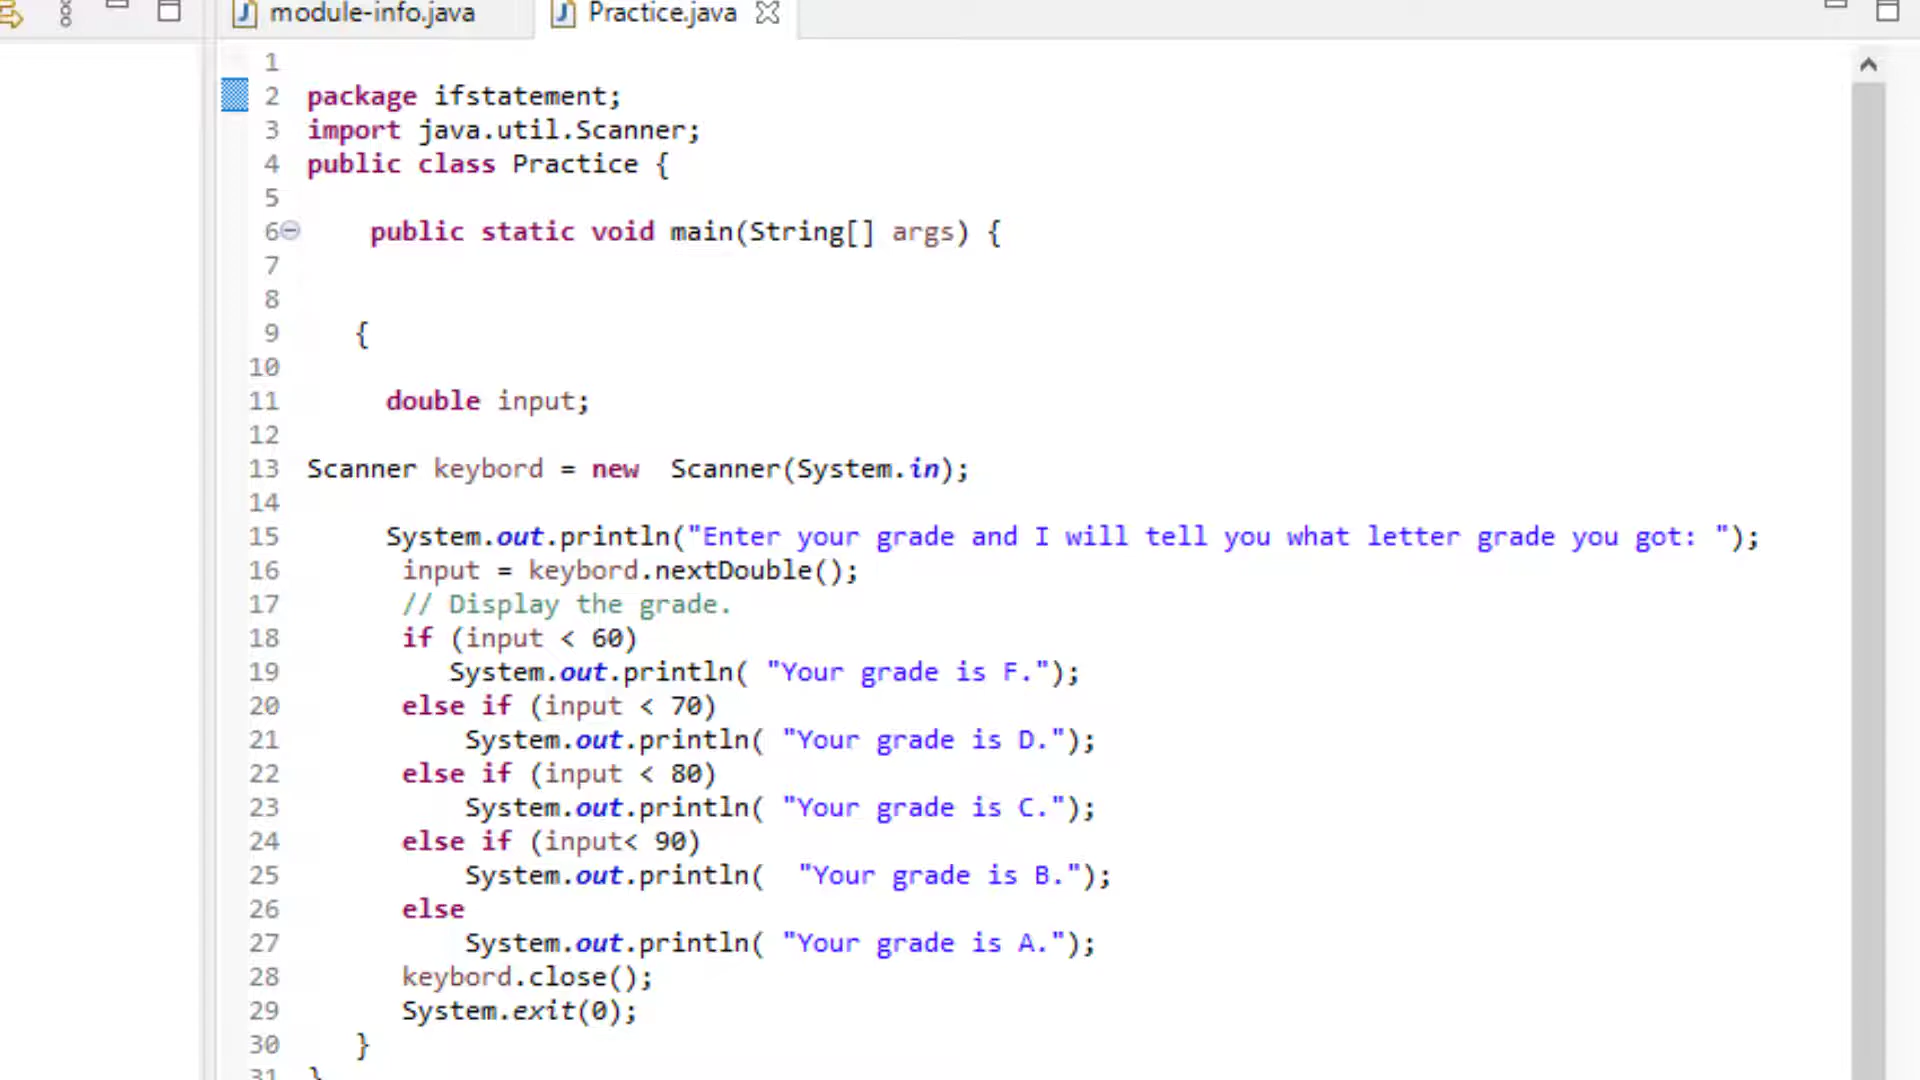 module-info.java Practice.java
1
2 package ifstatement;
3 import java.util.Scanner;
4 public class Practice {
5
6 public static void main(String[] args) {
7
8
9 {
10
11 double input;
12
13 Scanner keybord = new  Scanner(System.in);
14
15 System.out.println("Enter your grade and I will tell you what letter grade you got: ");
16 input = keybord.nextDouble();
17 // Display the grade.
18 if (input < 60)
19 System.out.println( "Your grade is F.");
20 else if (input < 70)
21 System.out.println( "Your grade is D.");
22 else if (input < 80)
23 System.out.println( "Your grade is C.");
24 else if (input< 90)
25 System.out.println(  "Your grade is B.");
26 else
27 System.out.println( "Your grade is A.");
28 keybord.close();
29 System.exit(0);
30 }
31 }